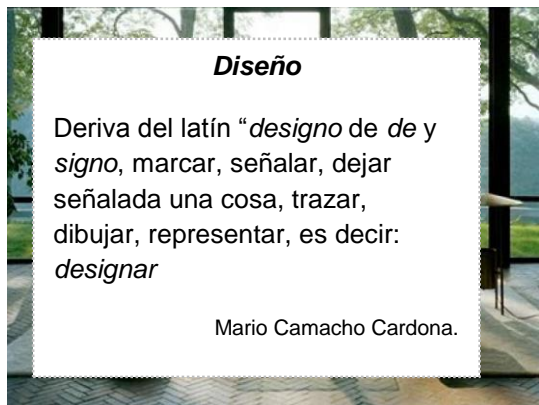 Diseño
Deriva del latín “designo de de y
signo, marcar, señalar, dejar
señalada una cosa, trazar,
dibujar, representar, es decir:
designar
Mario Camacho Cardona.